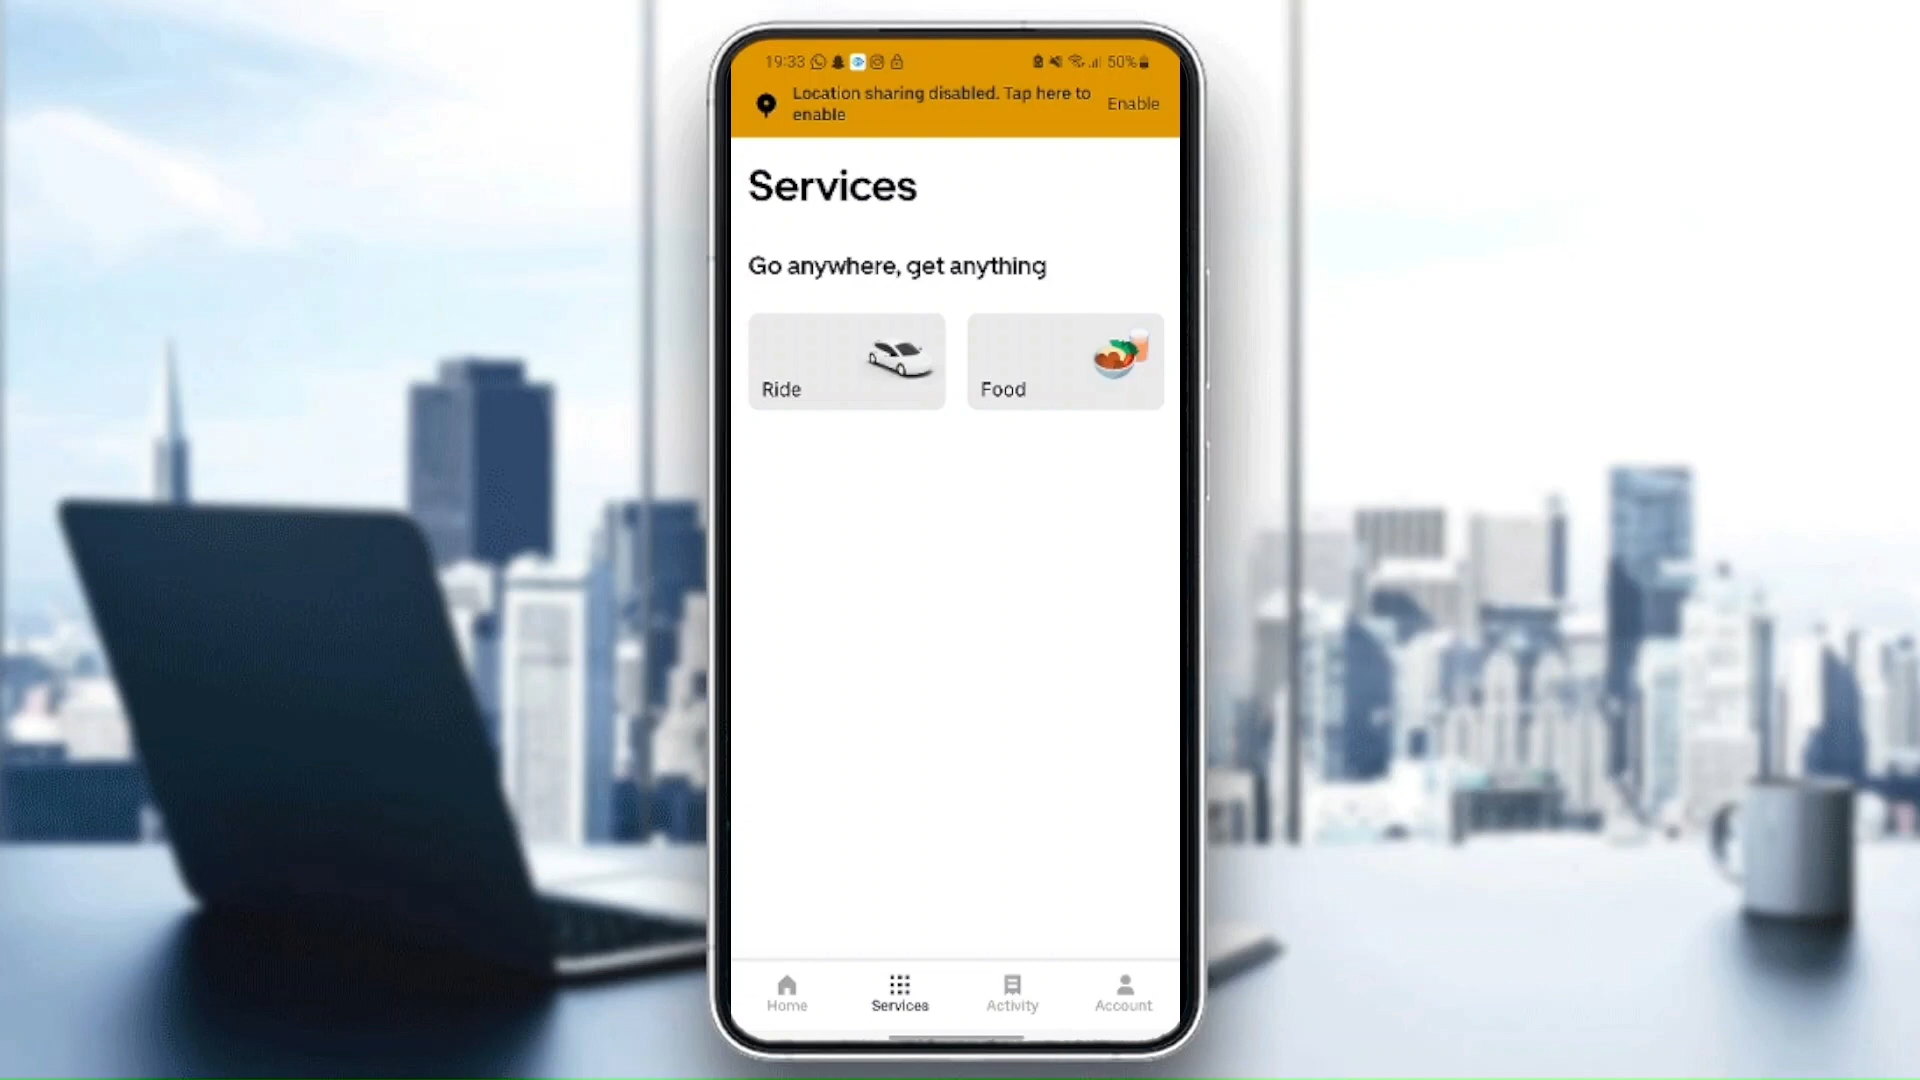 19:33 50%
Location sharing disabled. Tap here to
enable
Enable
Services
Go anywhere, get anything
Ride Food
Home Services Activity Account